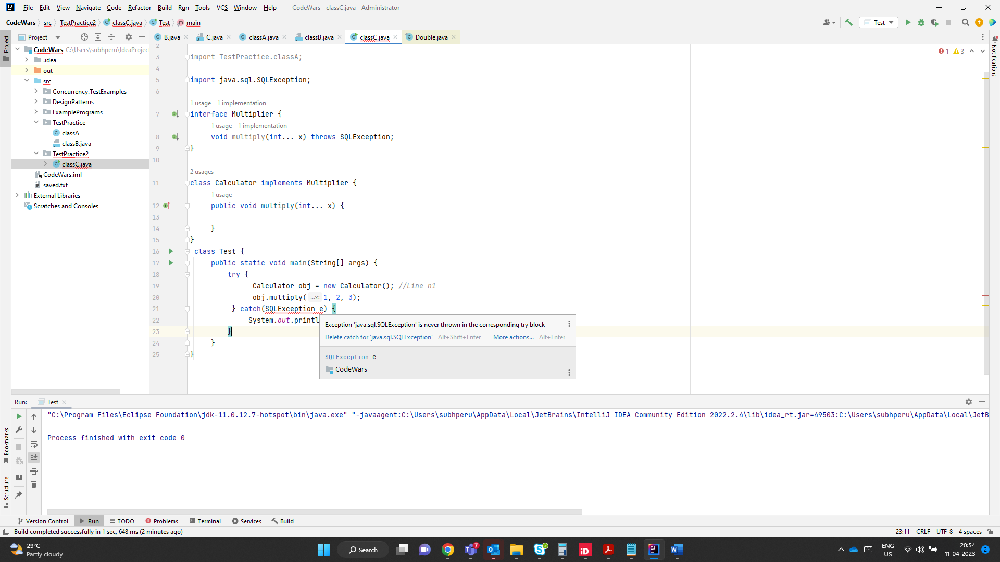 File Edit View Navigate Code Refactor Build Run Tools VCS Window Help CodeWars - classC.java - Administrator
CodeWars src TestPractice2 classC.java Test main Test
Project
Project B.java C.java classA.java classB.java classC.java Double.java
Notifications
CodeWars C:\Users\subhperu\IdeaProjec
.idea
out
src
Concurrency.TestExamples
DesignPatterns
ExamplePrograms
TestPractice
classA
classB.java
TestPractice2
classC.java
CodeWars.iml
saved.txt
External Libraries
Scratches and Consoles
1 3
2
3 import TestPractice.classA;
4
5 import java.sql.SQLException;
6
1 usage 1 implementation
7 interface Multiplier {
1 usage 1 implementation
8 void multiply(int... x) throws SQLException;
9 }
10
2 usages
11 class Calculator implements Multiplier {
1 usage
12 public void multiply(int... x) {
13
14 }
15 }
16 class Test {
17 public static void main(String[] args) {
18 try {
19 Calculator obj = new Calculator(); //Line n1
20 obj.multiply( ...x: 1, 2, 3);
21 } catch(SQLException e) {
22 System.out.printl
23 }
24 }
25 }
Exception 'java.sql.SQLException' is never thrown in the corresponding try block
Delete catch for 'java.sql.SQLException' Alt+Shift+Enter More actions... Alt+Enter
SQLException e
CodeWars
Run: Test
"C:\Program Files\Eclipse Foundation\jdk-11.0.12.7-hotspot\bin\java.exe" "-javaagent:C:\Users\subhperu\AppData\Local\JetBrains\IntelliJ IDEA Community Edition 2022.2.4\lib\idea_rt.jar=49503:C:\Users\subhperu\AppData\Local\JetB
Process finished with exit code 0
Bookmarks
Structure
Version Control Run TODO Problems Terminal Services Build
Build completed successfully in 1 sec, 648 ms (2 minutes ago) 23:11 CRLF UTF-8 4 spaces
29°C
Partly cloudy
Search
7
ENG
US
20:54
11-04-2023
2